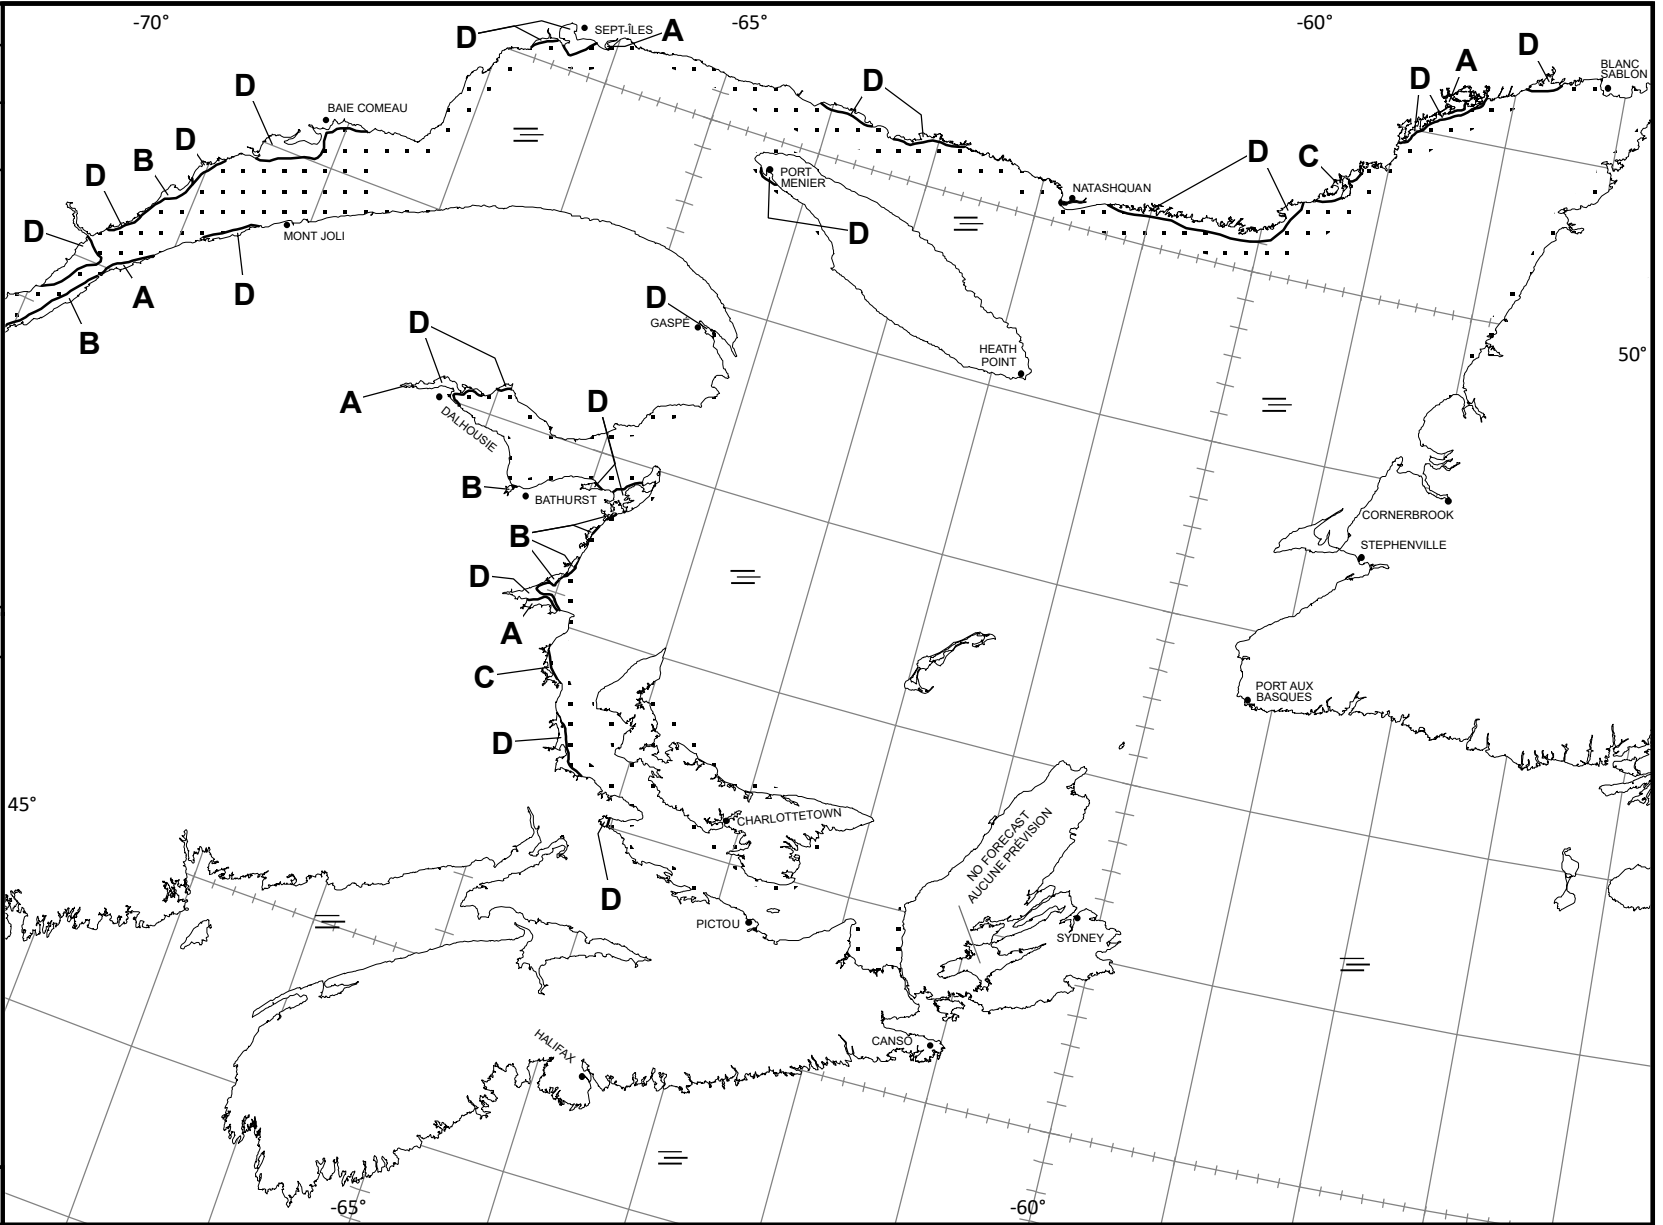 -70°
-65°
-60°
D
SEPT-ÎLES
A
D
BLANC
SABLON
A
D
D
D
BAIE COMEAU
D
B
D
D
C
PORT
MENIER
NATASHQUAN
D
D
MONT JOLI
A
D
B
D
GASPÉ
D
HEATH
POINT
50°
A
DALHOUSIE
D
B
BATHURST
CORNERBROOK
B
STEPHENVILLE
D
A
C
PORT AUX
BASQUES
D
45°
CHARLOTTETOWN
NO FORECAST
AUCUNE PRÉVISION
D
PICTOU
SYDNEY
HALIFAX
CANSO
-65°
-60°